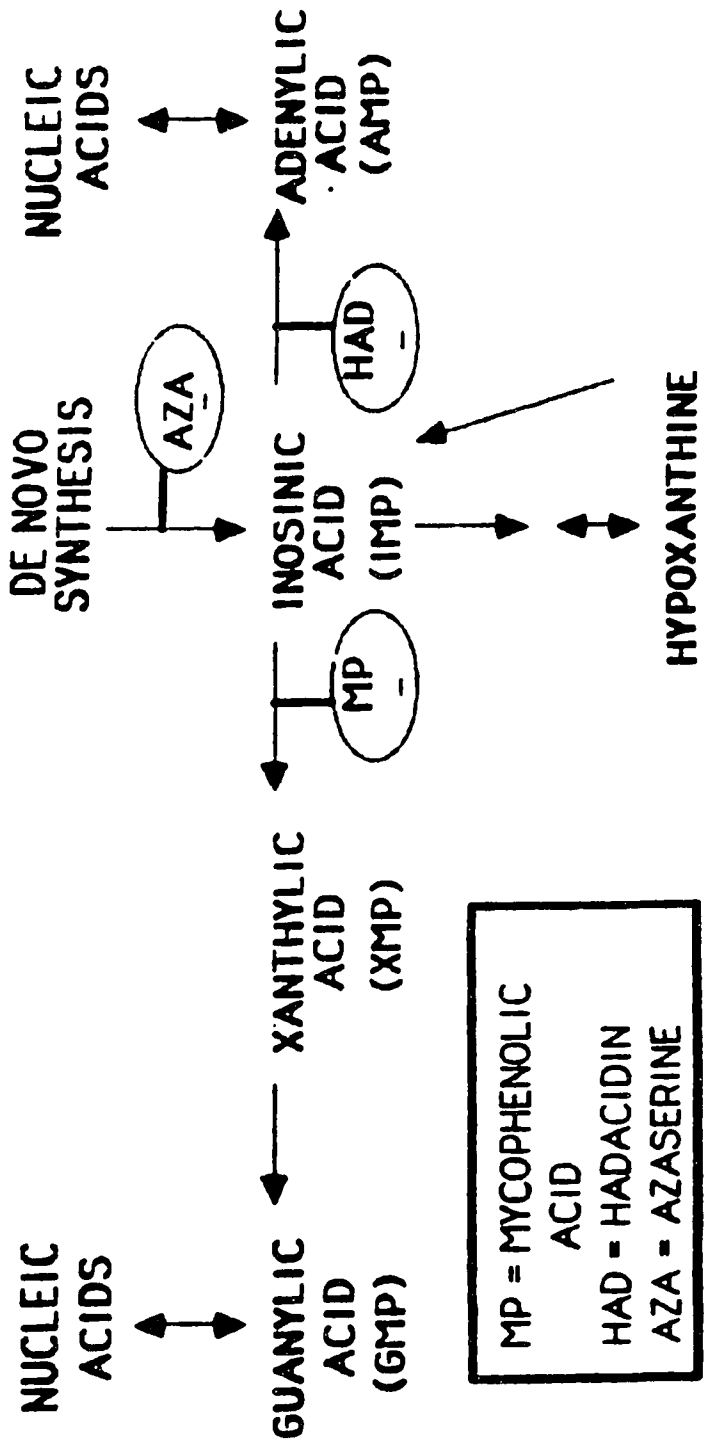 NUCLEIC
ACIDS
DE NOVO
SYNTHESIS
NUCLEIC
ACIDS
AZA
-
GUANYLIC
ACID
(GMP)
XANTHYLIC
ACID
(XMP)
INOSINIC
ACID
(IMP)
ADENYLIC
ACID
(AMP)
MP
-
HAD
-
HYPOXANTHINE
MP = MYCOPHENOLIC
ACID
HAD = HADACIDIN
AZA = AZASERINE